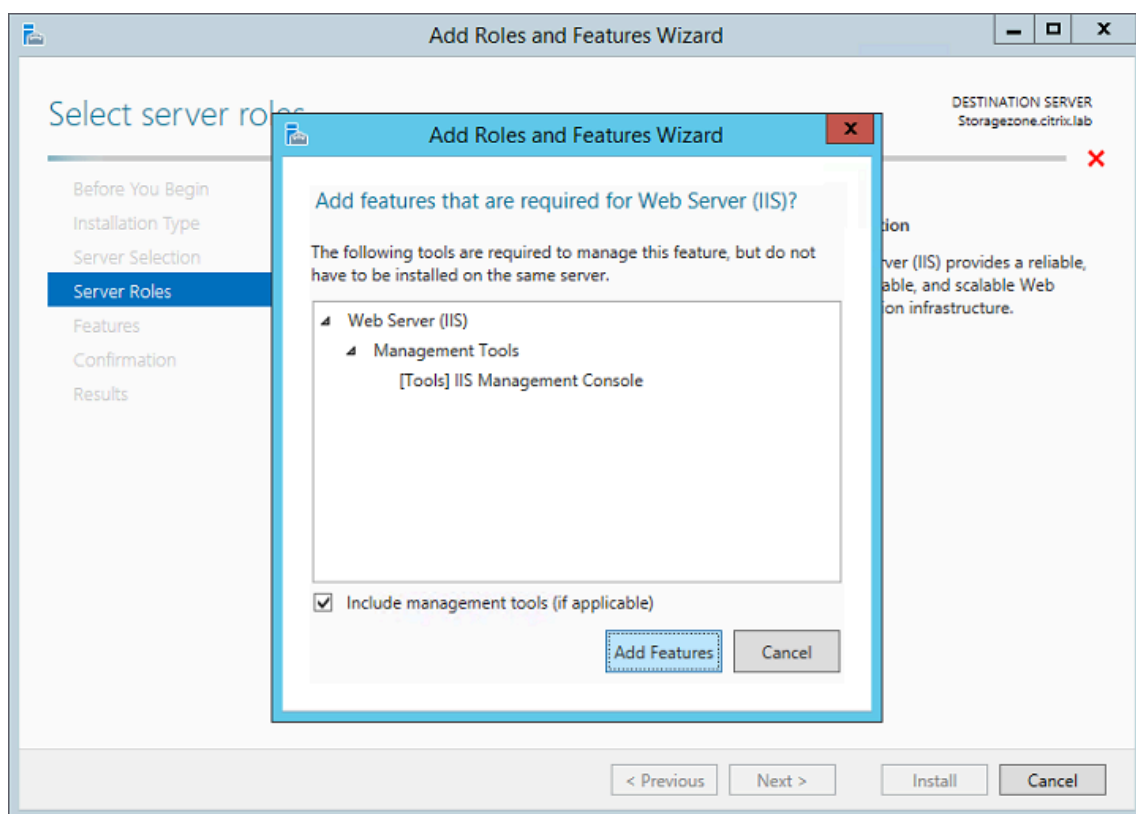 Add Roles and Features Wizard
Select server roles
DESTINATION SERVER
Storagezone.citrix.lab
Before You Begin
Installation Type
Server Selection
Server Roles
Features
Confirmation
Results
Add Roles and Features Wizard
x
Add features that are required for Web Server (IIS)?
The following tools are required to manage this feature, but do not
have to be installed on the same server.
Web Server (IIS)
Management Tools
[Tools] IIS Management Console
Include management tools (if applicable)
Add Features
Cancel
tion
rver (IIS) provides a reliable,
able, and scalable Web
ion infrastructure.
< Previous
Next >
Install
Cancel